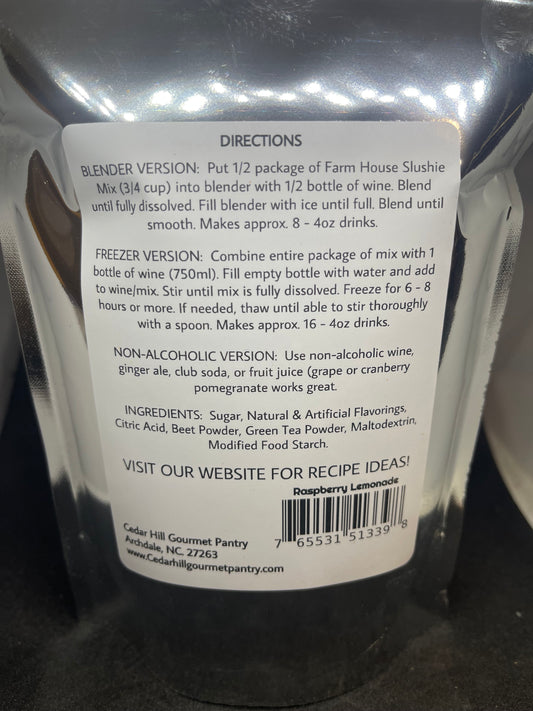 DIRECTIONS
BLENDER VERSION: Put 1/2 package of Farm House Slushie
Mix (3/4 cup) into blender with 1/2 bottle of wine. Blend
until fully dissolved. Fill blender with ice until full. Blend until
smooth. Makes approx. 8 - 4oz drinks.
FREEZER VERSION: Combine entire package of mix with 1
bottle of wine (750ml). Fill empty bottle with water and add
to wine/mix. Stir until mix is fully dissolved. Freeze for 6 - 8
hours or more. If needed, thaw until able to stir thoroughly
with a spoon. Makes approx. 16 - 4oz drinks.
NON-ALCOHOLIC VERSION: Use non-alcoholic wine,
ginger ale, club soda, or fruit juice (grape or cranberry
pomegranate works great.
INGREDIENTS: Sugar, Natural & Artificial Flavorings,
Citric Acid, Beet Powder, Green Tea Powder, Maltodextrin,
Modified Food Starch.
VISIT OUR WEBSITE FOR RECIPE IDEAS!
Raspberry Lemonade
7 65531 51339 8
Cedar Hill Gourmet Pantry
Archdale, NC. 27263
www.Cedarhillgourmetpantry.com